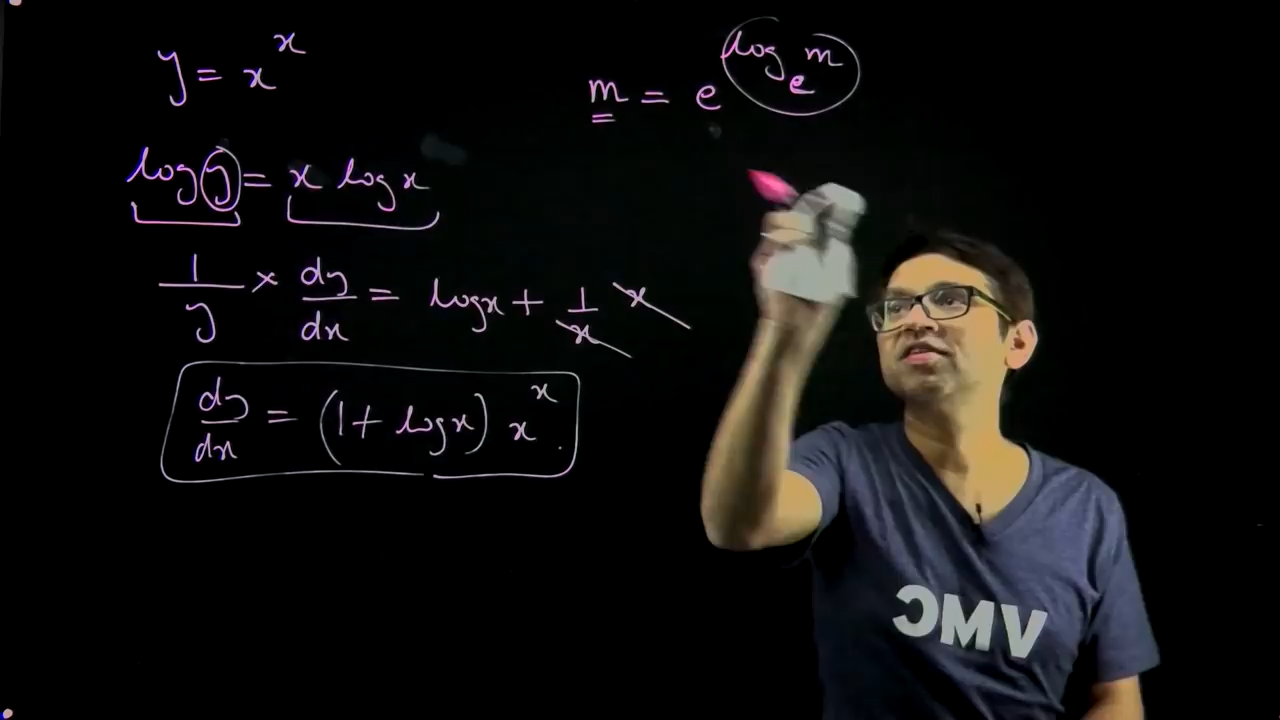 y = x^x
log y = x log x
1/y × dy/dx = log x + 1/x x
dy/dx = (1 + log x) x^x .
m = e^(log_e m)
VMC